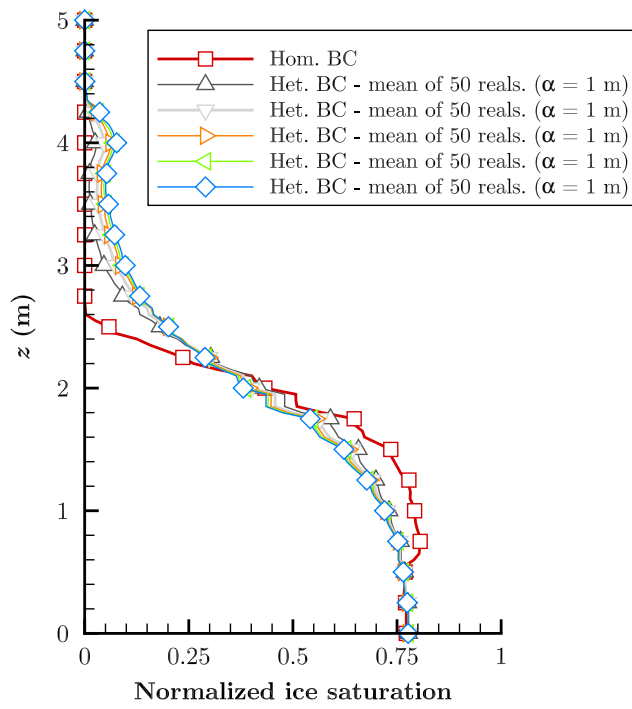 5
4
3
2
1
0
z (m)
Hom. BC
Het. BC - mean of 50 reals. (α = 1 m)
Het. BC - mean of 50 reals. (α = 1 m)
Het. BC - mean of 50 reals. (α = 1 m)
Het. BC - mean of 50 reals. (α = 1 m)
Het. BC - mean of 50 reals. (α = 1 m)
0 0.25 0.5 0.75 1
Normalized ice saturation